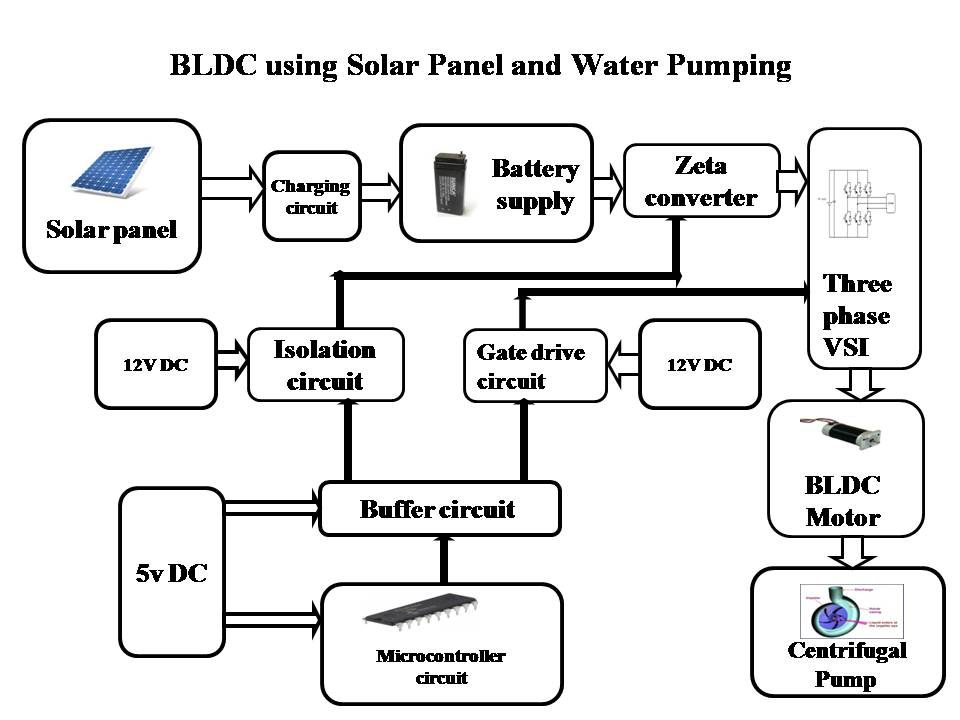 BLDC using Solar Panel and Water Pumping
Solar panel
Charging
circuit
Battery
supply
Zeta
converter
Three
phase
VSI
12V DC
Isolation
circuit
Gate drive
circuit
12V DC
BLDC
Motor
Buffer circuit
5v DC
Microcontroller
circuit
Discharge
Centrifugal
Pump